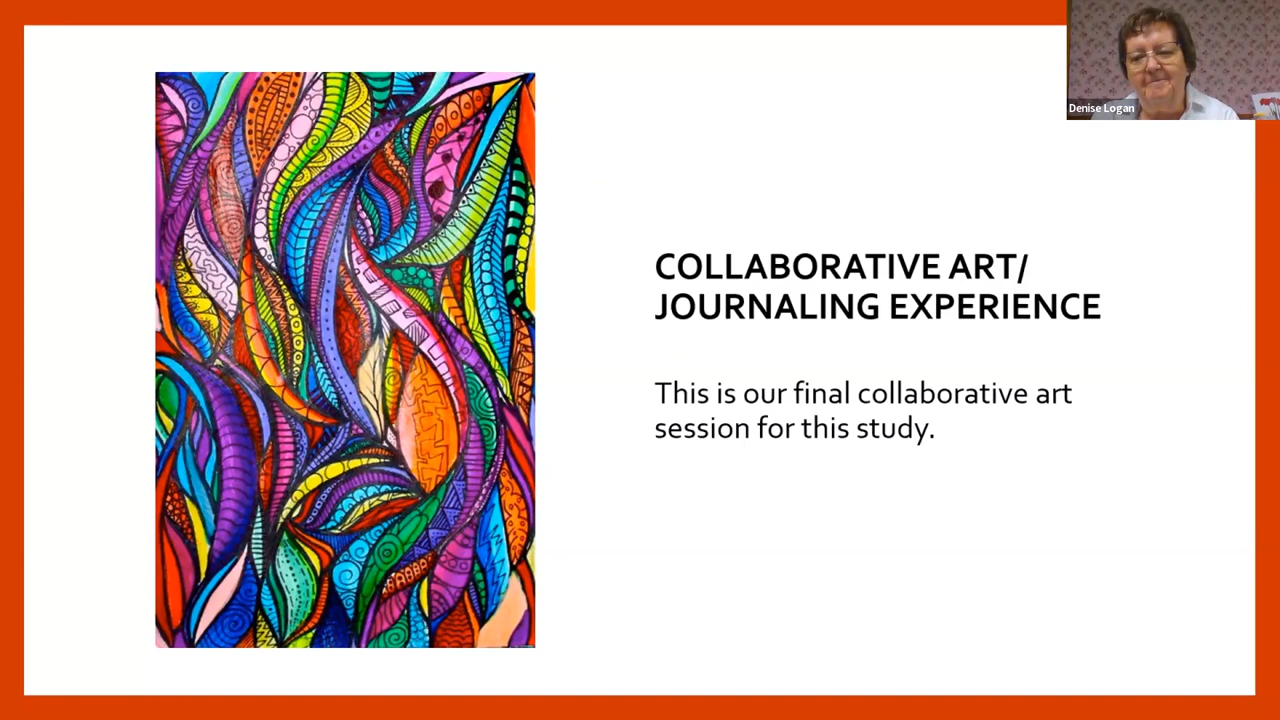 Denise Logan
COLLABORATIVE ART/
JOURNALING EXPERIENCE
This is our final collaborative art
session for this study.